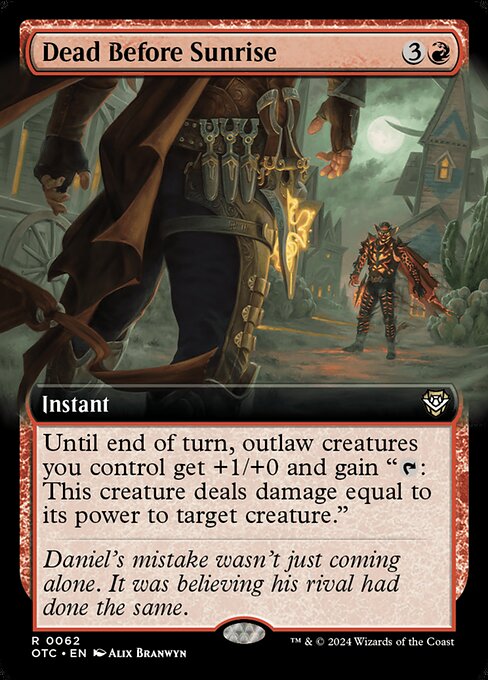 Dead Before Sunrise 3
Instant
Until end of turn, outlaw creatures
you control get +1/+0 and gain “ :
This creature deals damage equal to
its power to target creature.”
Daniel’s mistake wasn’t just coming
alone. It was believing his rival had
done the same.
R 0062
OTC • EN Alix Branwyn
™ & © 2024 Wizards of the Coast